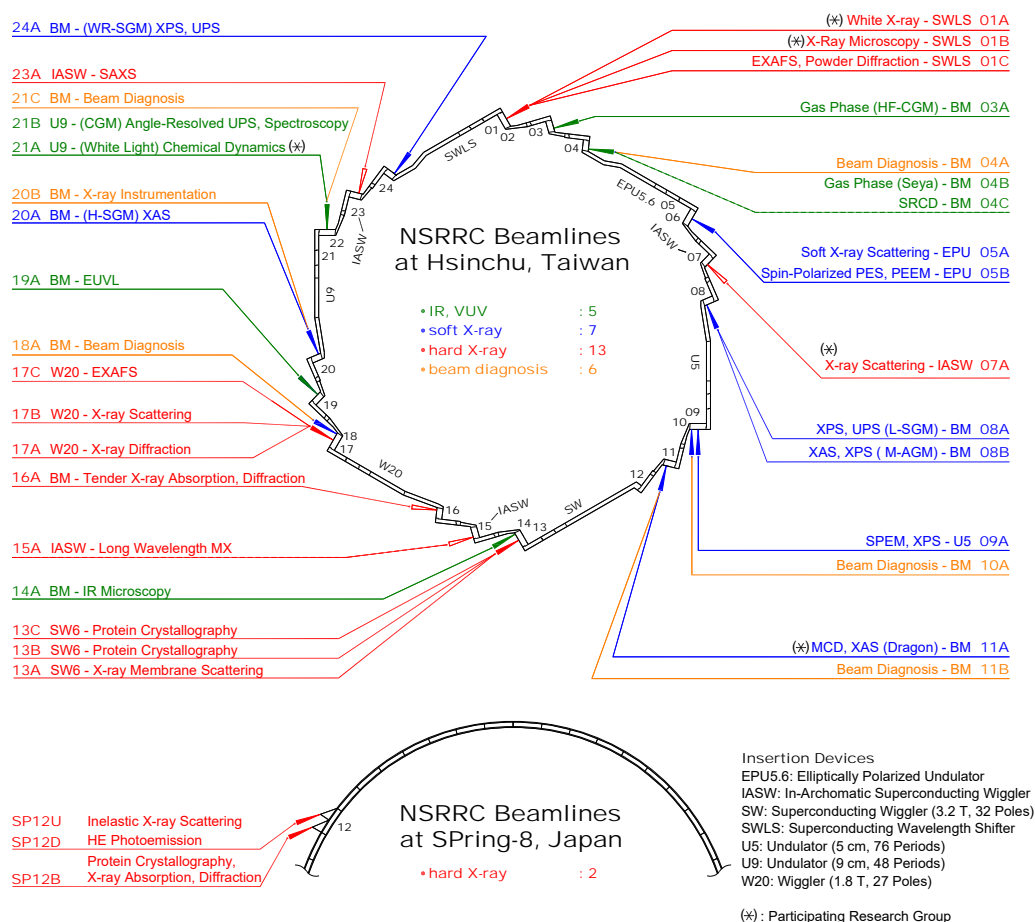 24A BM - (WR-SGM) XPS, UPS
23A IASW - SAXS
21C BM - Beam Diagnosis
21B U9 - (CGM) Angle-Resolved UPS, Spectroscopy
21A U9 - (White Light) Chemical Dynamics (*)
20B BM - X-ray Instrumentation
20A BM - (H-SGM) XAS
19A BM - EUVL
18A BM - Beam Diagnosis
17C W20 - EXAFS
17B W20 - X-ray Scattering
17A W20 - X-ray Diffraction
16A BM - Tender X-ray Absorption, Diffraction
15A IASW - Long Wavelength MX
14A BM - IR Microscopy
13C SW6 - Protein Crystallography
13B SW6 - Protein Crystallography
13A SW6 - X-ray Membrane Scattering
(*) White X-ray - SWLS 01A
(*) X-Ray Microscopy - SWLS 01B
EXAFS, Powder Diffraction - SWLS 01C
Gas Phase (HF-CGM) - BM 03A
Beam Diagnosis - BM 04A
Gas Phase (Seya) - BM 04B
SRCD - BM 04C
Soft X-ray Scattering - EPU 05A
Spin-Polarized PES, PEEM - EPU 05B
(*)
X-ray Scattering - IASW 07A
XPS, UPS (L-SGM) - BM 08A
XAS, XPS ( M-AGM) - BM 08B
SPEM, XPS - U5 09A
Beam Diagnosis - BM 10A
(*) MCD, XAS (Dragon) - BM 11A
Beam Diagnosis - BM 11B
01
02
03
04
EPU5.6
05
06
IASW
07
08
U5
09
10
11
12
SW
13
14
IASW
15
16
W20
17
18
19
20
U9
21
22
IASW
23
24
SWLS
NSRRC Beamlines
at Hsinchu, Taiwan
• IR, VUV : 5
• soft X-ray : 7
• hard X-ray : 13
• beam diagnosis : 6
SP12U Inelastic X-ray Scattering
SP12D HE Photoemission
Protein Crystallography,
SP12B X-ray Absorption, Diffraction
12
NSRRC Beamlines
at SPring-8, Japan
• hard X-ray : 2
Insertion Devices
EPU5.6: Elliptically Polarized Undulator
IASW: In-Archomatic Superconducting Wiggler
SW: Superconducting Wiggler (3.2 T, 32 Poles)
SWLS: Superconducting Wavelength Shifter
U5: Undulator (5 cm, 76 Periods)
U9: Undulator (9 cm, 48 Periods)
W20: Wiggler (1.8 T, 27 Poles)
(*) : Participating Research Group